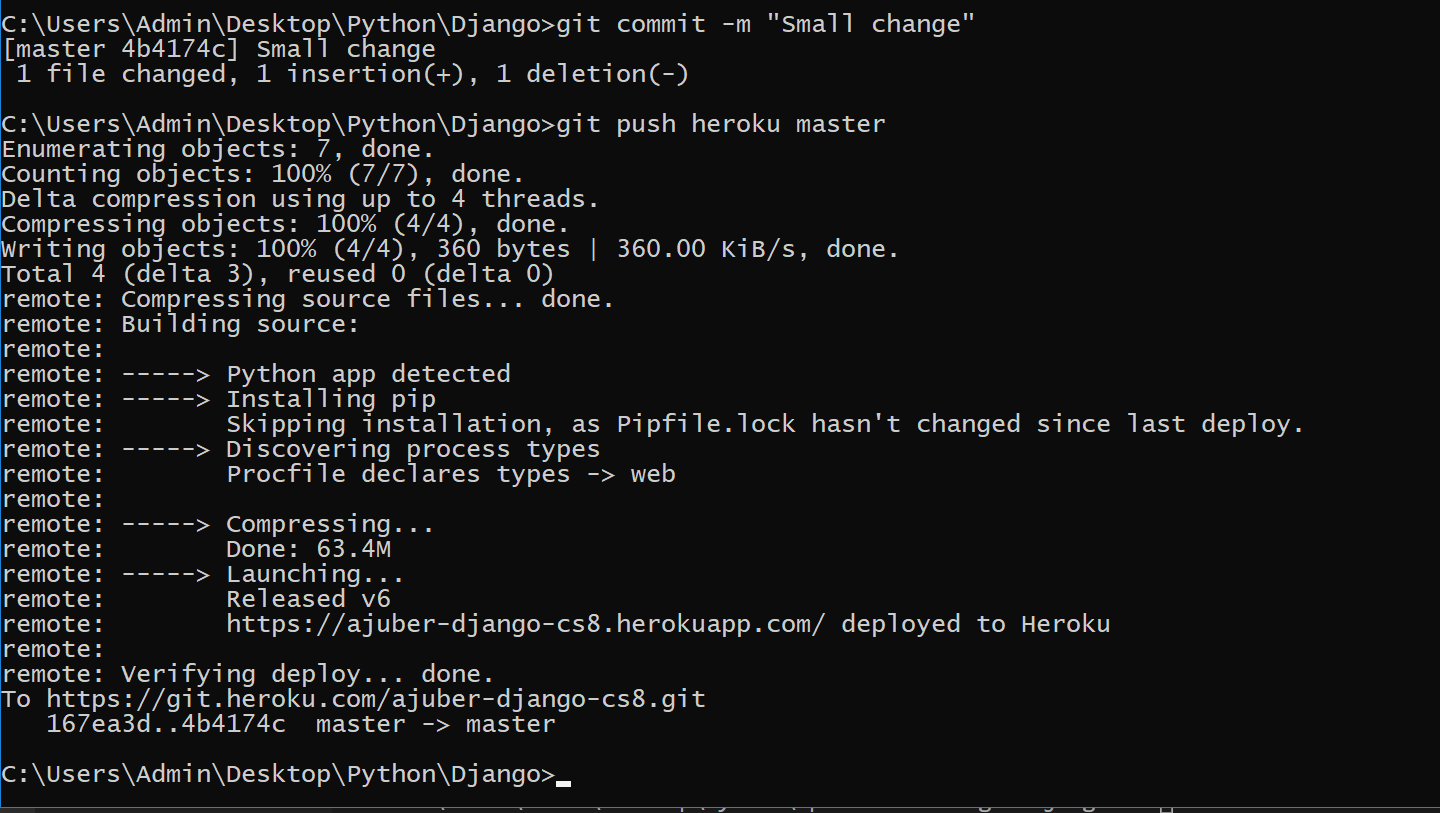 C:\Users\Admin\Desktop\Python\Django>git commit -m "Small change"
[master 4b4174c] Small change
 1 file changed, 1 insertion(+), 1 deletion(-)

C:\Users\Admin\Desktop\Python\Django>git push heroku master
Enumerating objects: 7, done.
Counting objects: 100% (7/7), done.
Delta compression using up to 4 threads.
Compressing objects: 100% (4/4), done.
Writing objects: 100% (4/4), 360 bytes | 360.00 KiB/s, done.
Total 4 (delta 3), reused 0 (delta 0)
remote: Compressing source files... done.
remote: Building source:
remote:
remote: -----> Python app detected
remote: -----> Installing pip
remote:        Skipping installation, as Pipfile.lock hasn't changed since last deploy.
remote: -----> Discovering process types
remote:        Procfile declares types -> web
remote:
remote: -----> Compressing...
remote:        Done: 63.4M
remote: -----> Launching...
remote:        Released v6
remote:        https://ajuber-django-cs8.herokuapp.com/ deployed to Heroku
remote:
remote: Verifying deploy... done.
To https://git.heroku.com/ajuber-django-cs8.git
   167ea3d..4b4174c  master -> master

C:\Users\Admin\Desktop\Python\Django>